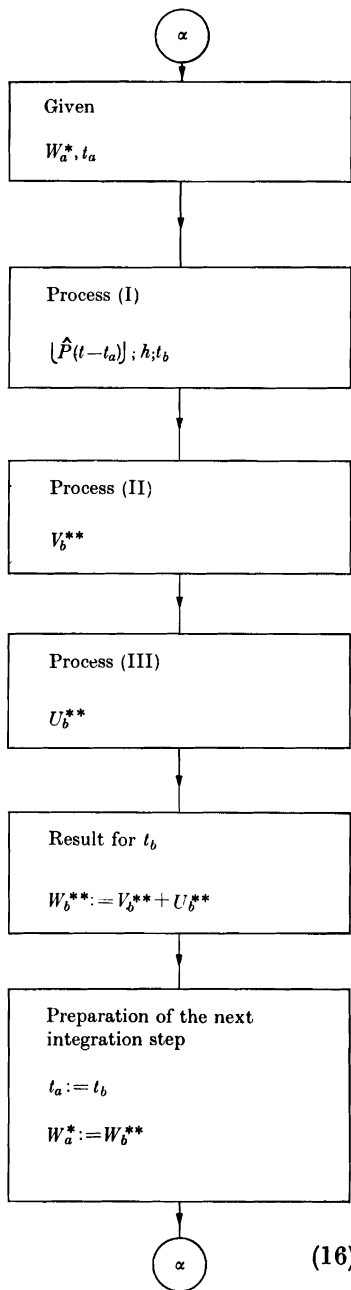 α
Given
W_a^*, t_a
Process (I)
⌊P̂(t−t_a)⌋; h; t_b
Process (II)
V_b^**
Process (III)
U_b^**
Result for t_b
W_b^** := V_b^** + U_b^**
Preparation of the next
integration step
t_a := t_b
W_a^* := W_b^**
α
(16)